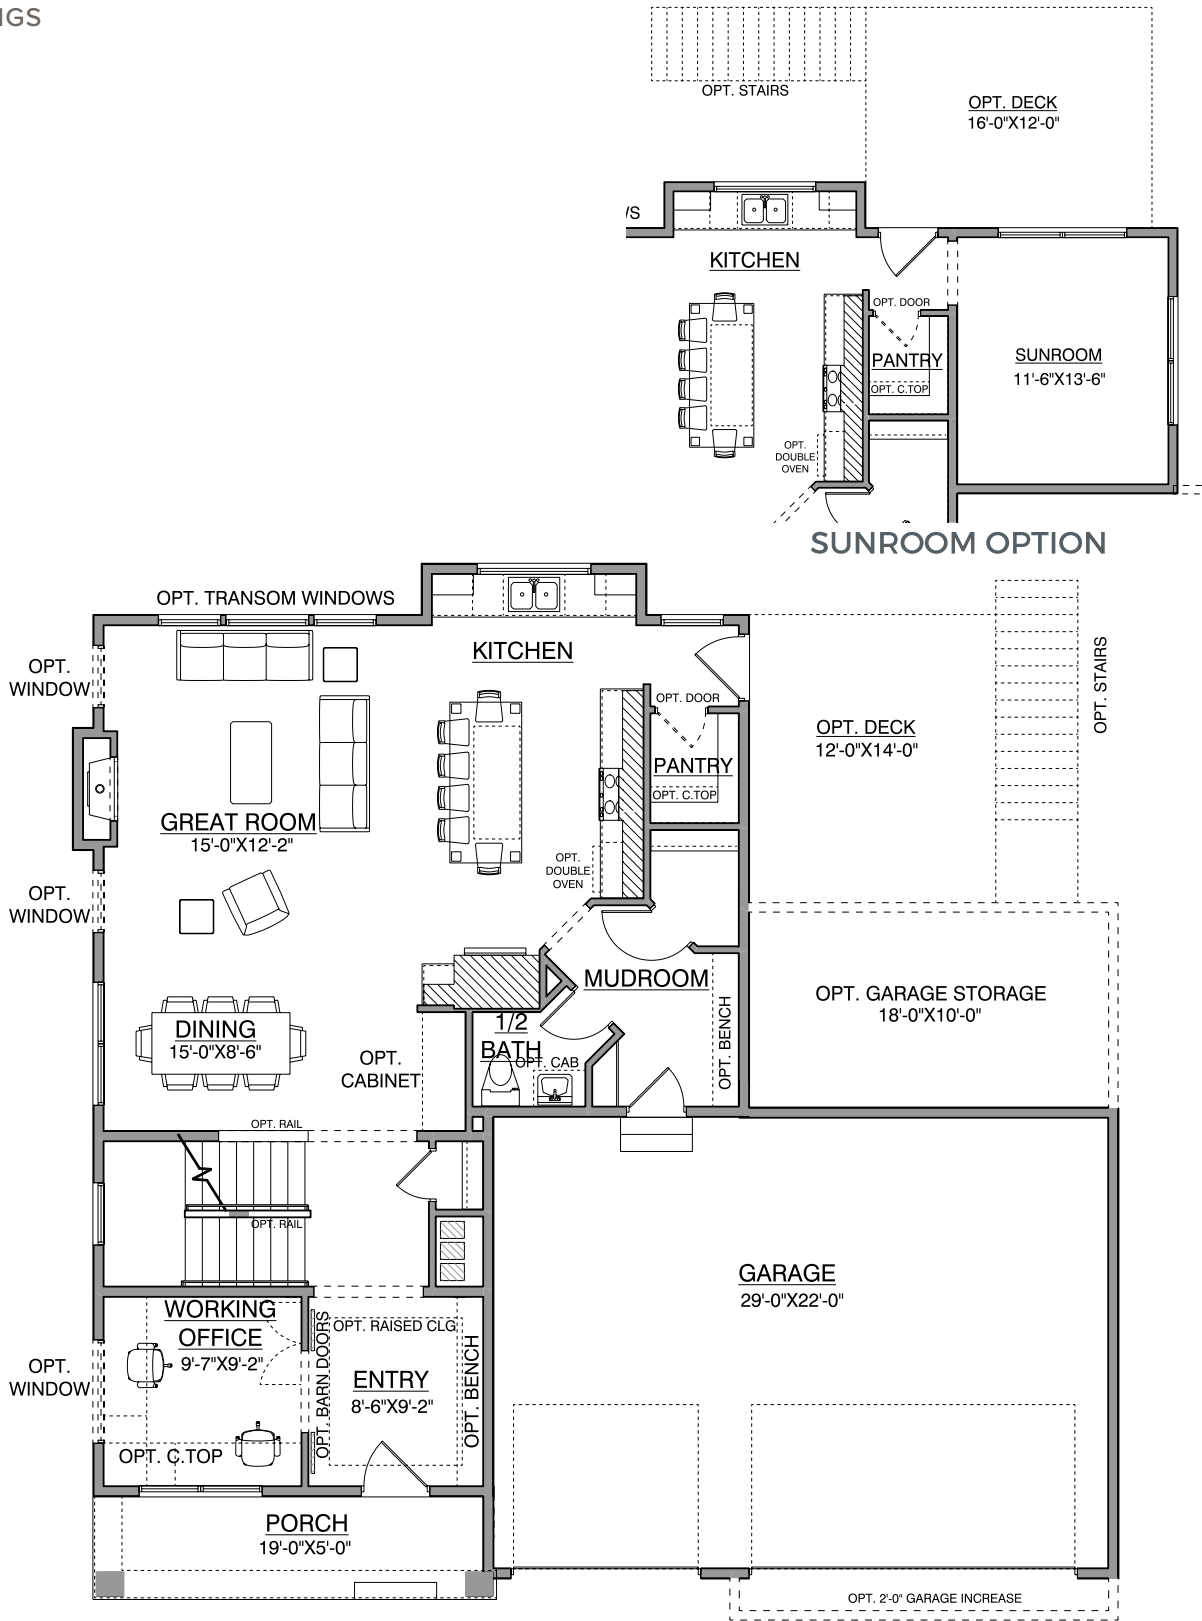 NGS
OPT. STAIRS
OPT. DECK
16'-0"X12'-0"
KITCHEN
OPT. DOOR
PANTRY
OPT. C.TOP
SUNROOM
11'-6"X13'-6"
OPT.
DOUBLE
OVEN
SUNROOM OPTION
OPT. TRANSOM WINDOWS
KITCHEN
OPT.
WINDOW
OPT. DOOR
PANTRY
OPT. C.TOP
OPT. DECK
12'-0"X14'-0"
OPT. STAIRS
GREAT ROOM
15'-0"X12'-2"
OPT.
DOUBLE
OVEN
OPT.
WINDOW
MUDROOM
OPT. GARAGE STORAGE
18'-0"X10'-0"
DINING
15'-0"X8'-6"
1/2
BATH
OPT. CAB
OPT. BENCH
OPT.
CABINET
OPT. RAIL
OPT. RAIL
GARAGE
29'-0"X22'-0"
WORKING
OFFICE
9'-7"X9'-2"
OPT. BARN DOORS
OPT. RAISED CLG
ENTRY
8'-6"X9'-2"
OPT. BENCH
OPT.
WINDOW
OPT. C.TOP
PORCH
19'-0"X5'-0"
OPT. 2'-0" GARAGE INCREASE